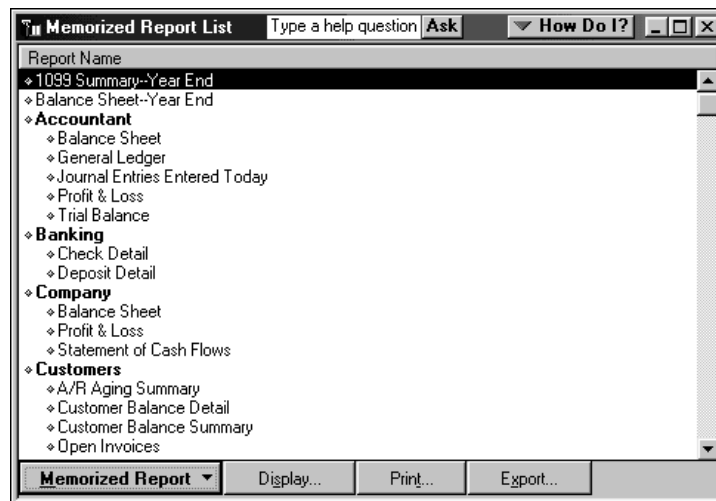 Memorized Report List Type a help question Ask How Do I?
Report Name
1099 Summary--Year End
Balance Sheet--Year End
Accountant
Balance Sheet
General Ledger
Journal Entries Entered Today
Profit & Loss
Trial Balance
Banking
Check Detail
Deposit Detail
Company
Balance Sheet
Profit & Loss
Statement of Cash Flows
Customers
A/R Aging Summary
Customer Balance Detail
Customer Balance Summary
Open Invoices
Memorized Report Display... Print... Export...